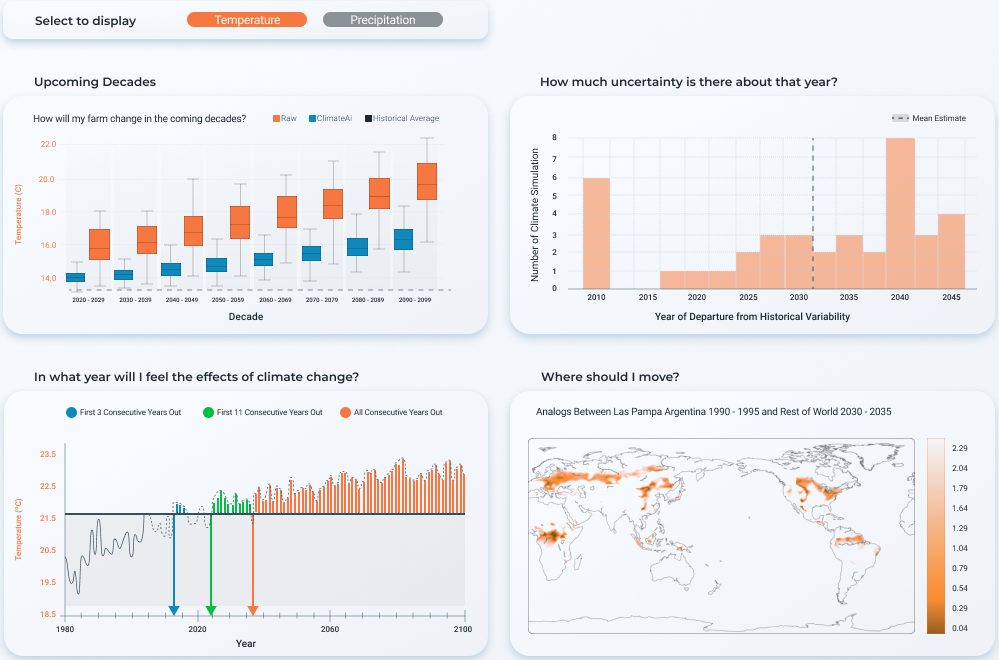 Select to display
Temperature
Precipitation
Upcoming Decades
How will my farm change in the coming decades?
Raw
ClimateAi
Historical Average
Temperature (C)
22.0
20.0
18.0
16.0
14.0
2020 - 2029
2030 - 2039
2040 - 2049
2050 - 2059
2060 - 2069
2070 - 2079
2080 - 2089
2090 - 2099
Decade
How much uncertainty is there about that year?
Mean Estimate
Number of Climate Simulation
8
7
6
5
4
3
2
1
0
2010
2015
2020
2025
2030
2035
2040
2045
Year of Departure from Historical Variability
In what year will I feel the effects of climate change?
First 3 Consecutive Years Out
First 11 Consecutive Years Out
All Consecutive Years Out
Temperature (°C)
23.5
22.5
21.5
20.5
19.5
18.5
1980
2020
2060
2100
Year
Where should I move?
Analogs Between Las Pampa Argentina 1990 - 1995 and Rest of World 2030 - 2035
2.29
2.04
1.79
1.64
1.29
1.04
0.79
0.54
0.29
0.04